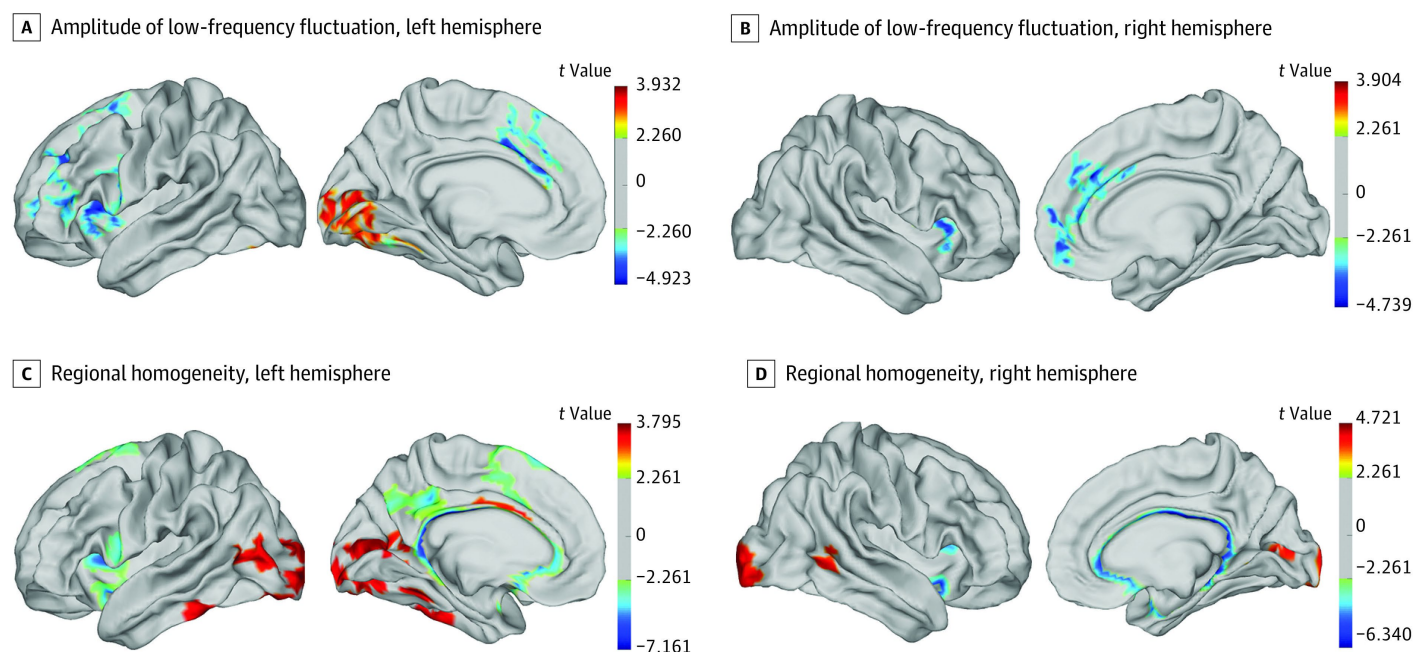 A Amplitude of low-frequency fluctuation, left hemisphere
t Value
3.932
2.260
0
−2.260
−4.923
B Amplitude of low-frequency fluctuation, right hemisphere
t Value
3.904
2.261
0
−2.261
−4.739
C Regional homogeneity, left hemisphere
t Value
3.795
2.261
0
−2.261
−7.161
D Regional homogeneity, right hemisphere
t Value
4.721
2.261
0
−2.261
−6.340